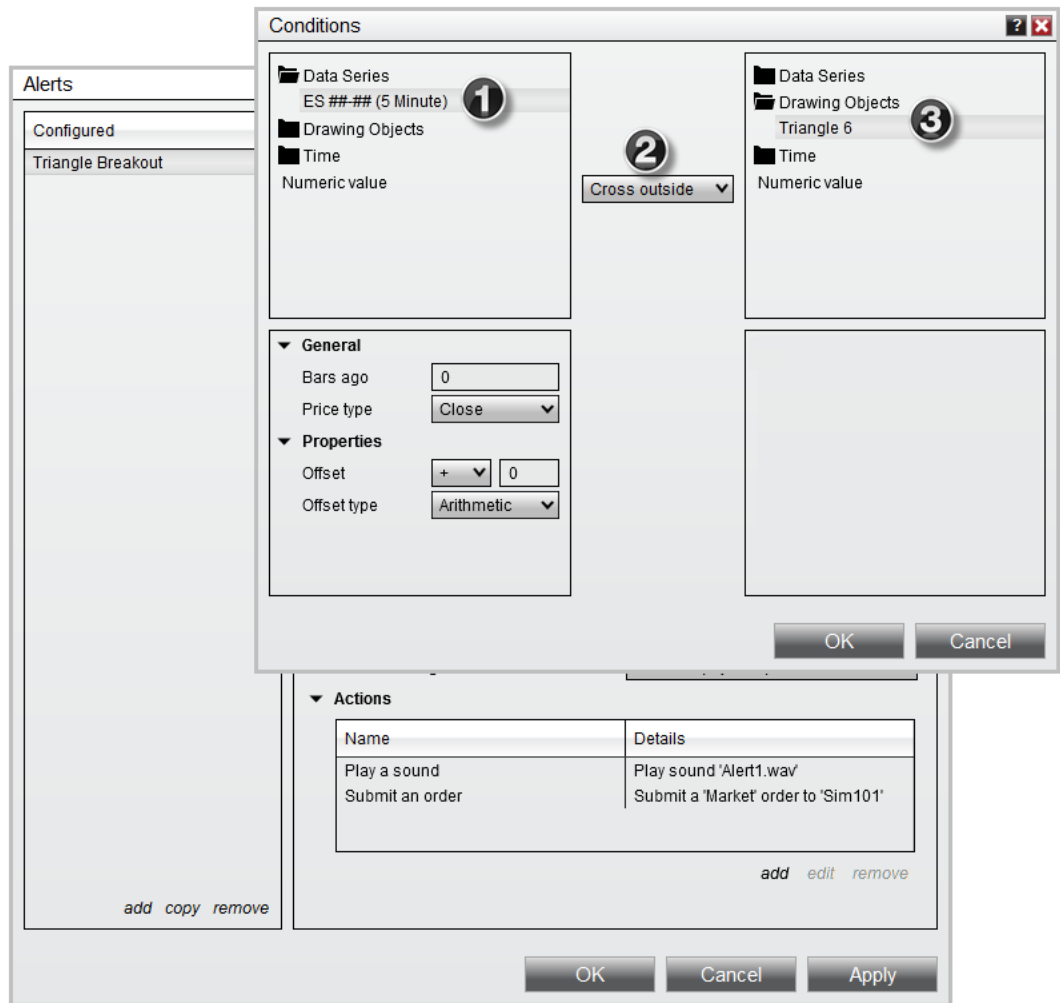 Conditions
?
Data Series
ES ##-## (5 Minute)
1
Drawing Objects
Time
Numeric value
2
Cross outside
Data Series
Drawing Objects
Triangle 6
3
Time
Numeric value
General
Bars ago 0
Price type Close
Properties
Offset + 0
Offset type Arithmetic
OK Cancel
Alerts
Configured
Triangle Breakout
add copy remove
Actions
Name Details
Play a sound Play sound 'Alert1.wav'
Submit an order Submit a 'Market' order to 'Sim101'
add edit remove
OK Cancel Apply